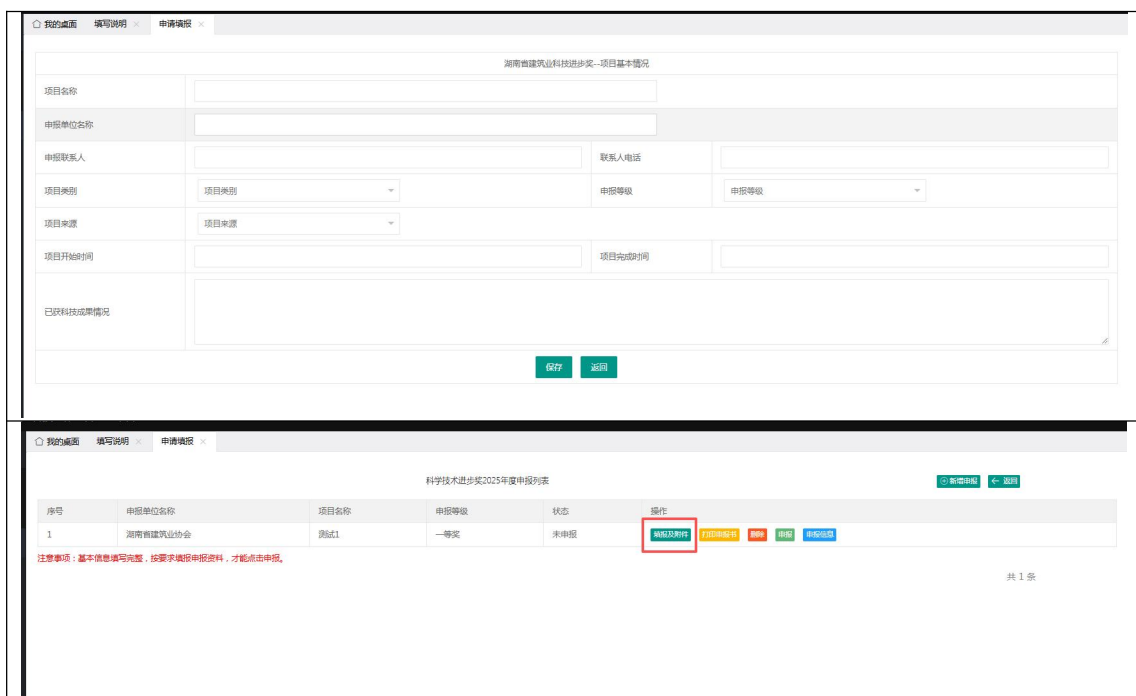 我的桌面 填写说明 × 申请填报 ×
湖南省建筑业科技进步奖--项目基本情况
项目名称
申报单位名称
申报联系人 联系人电话
项目类别 项目类别 申报等级 申报等级
项目来源 项目来源
项目开始时间 项目完成时间
已获科技成果情况
保存 返回
我的桌面 填写说明 × 申请填报 ×
科学技术进步奖2025年度申报列表 新增申报 ← 返回
序号 申报单位名称 项目名称 申报等级 状态 操作
1 湖南省建筑业协会 测试1 一等奖 未申报 填报及附件 打印申报书 删除 申报 申报信息
注意事项：基本信息填写完整，按要求填报申报资料，才能点击申报。
共 1 条